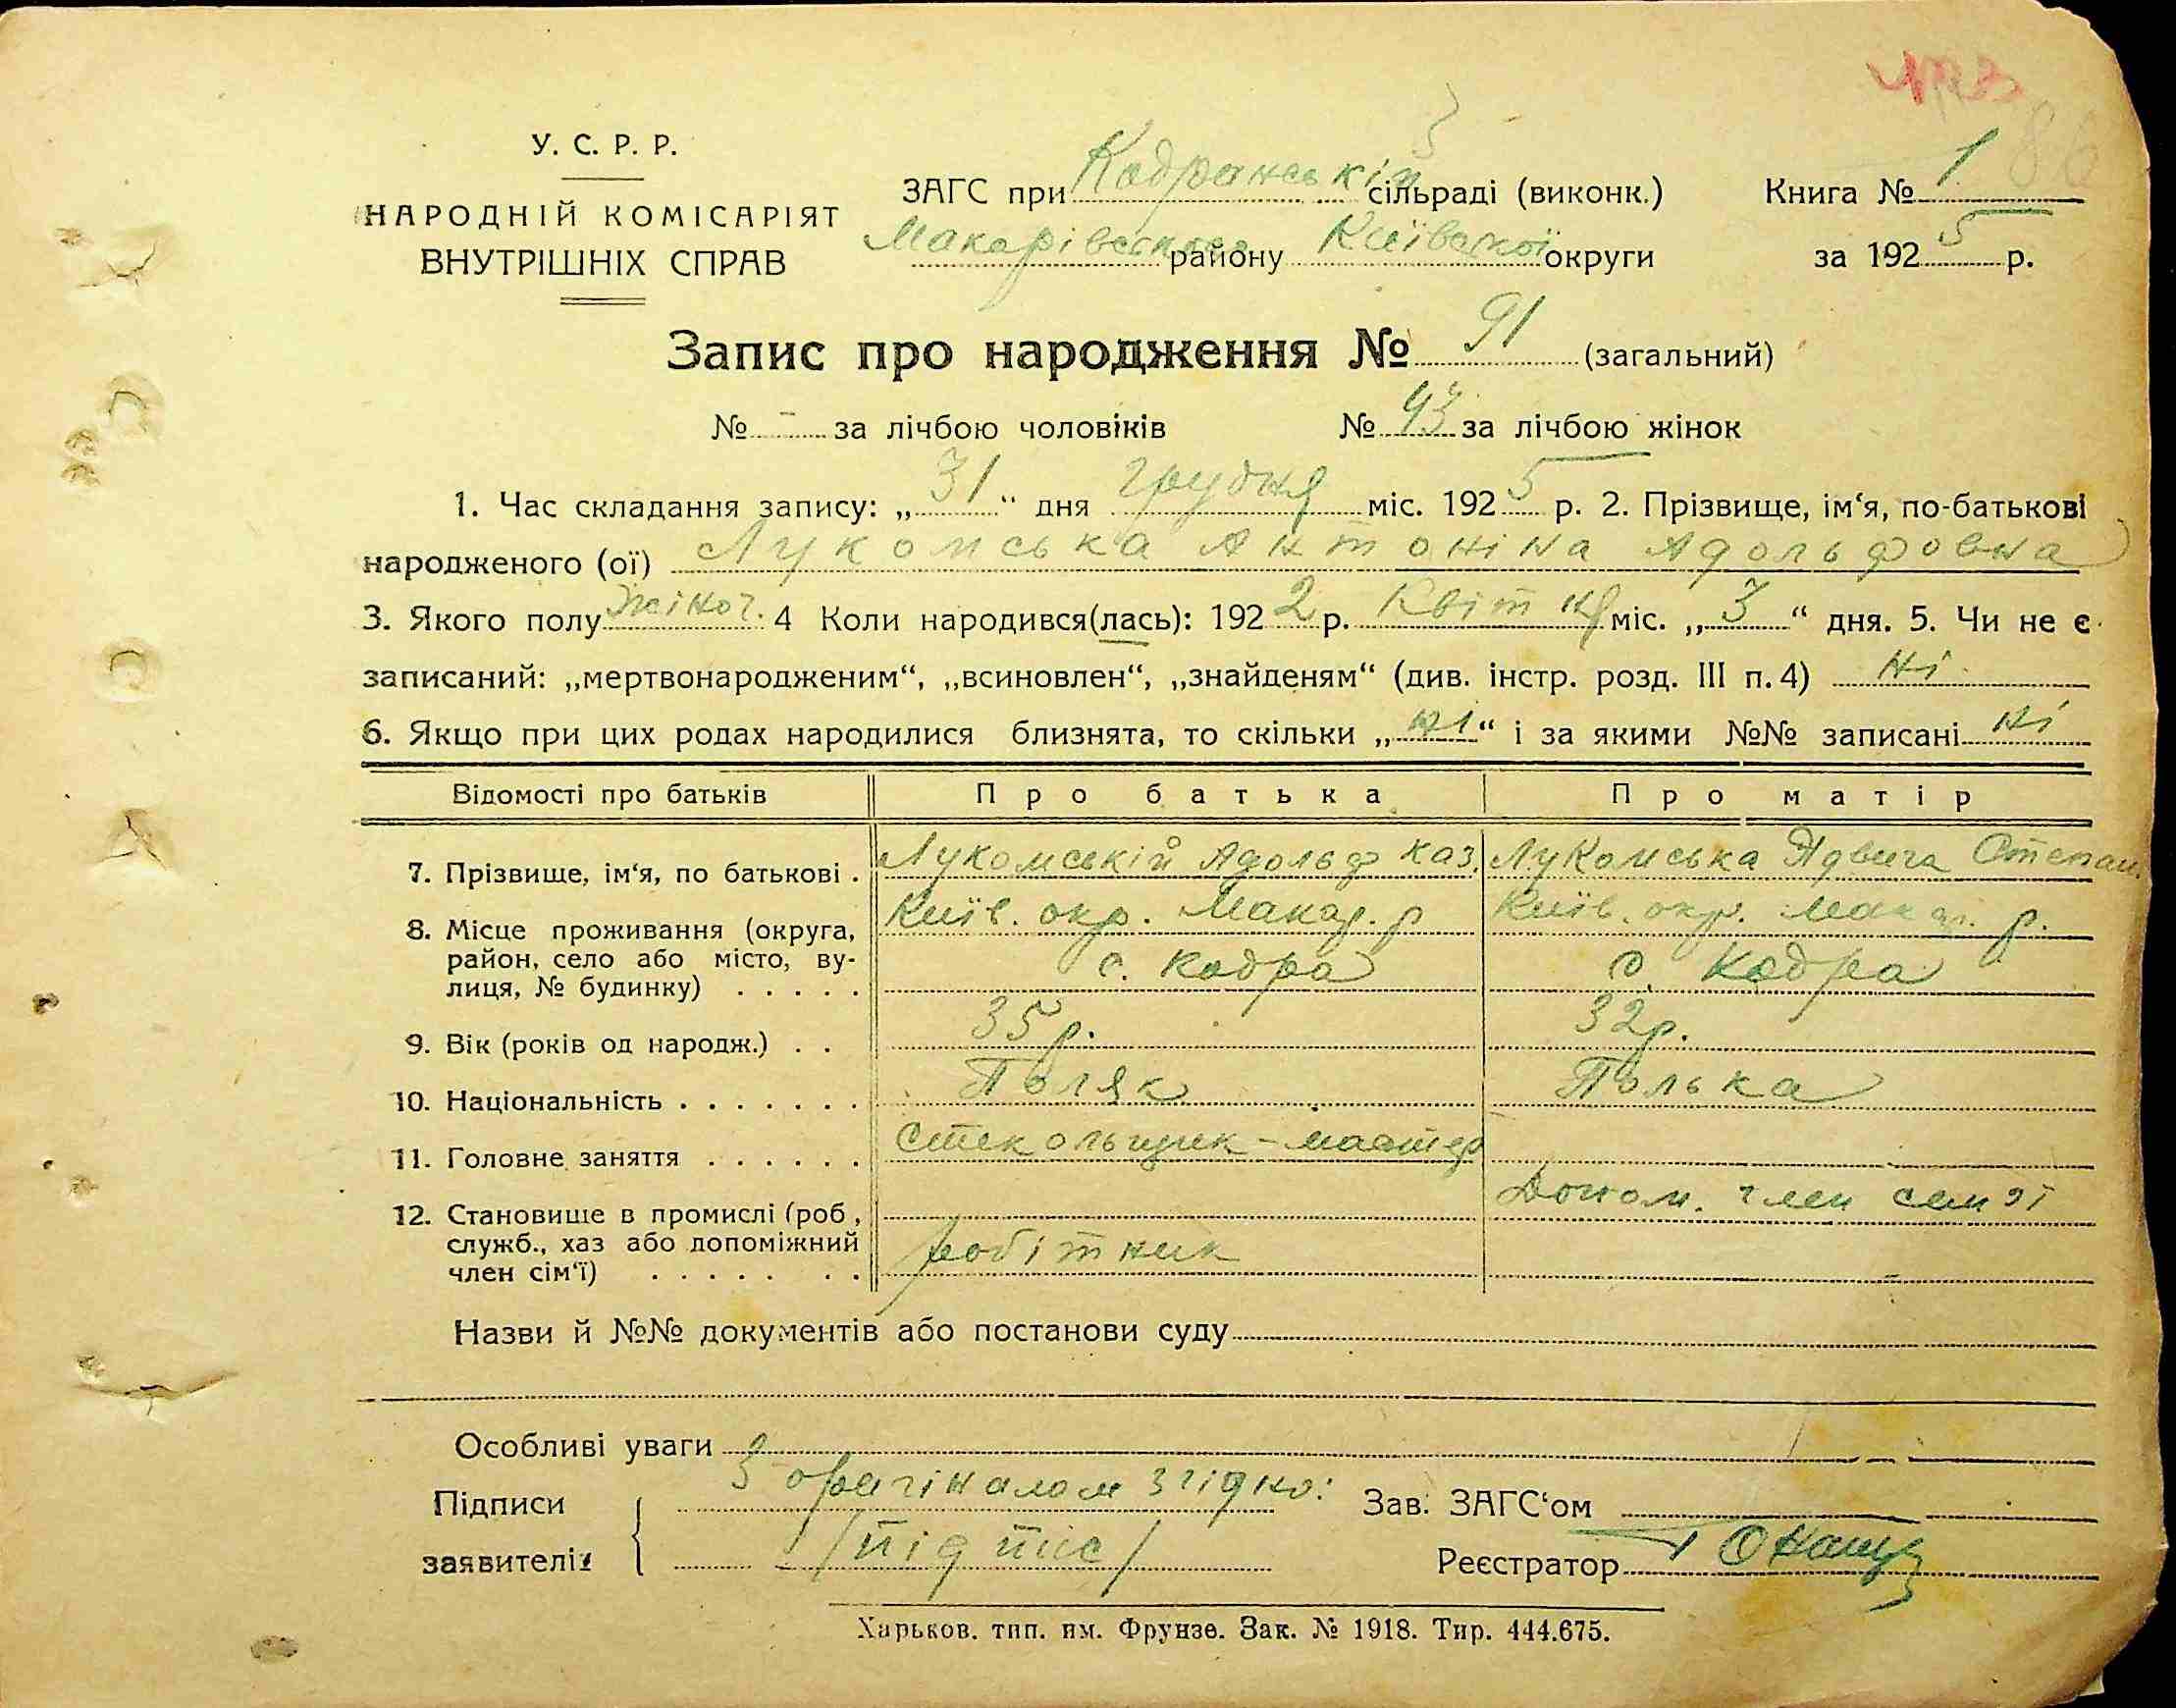 86
У. С. Р. Р.
НАРОДНІЙ КОМІСАРІЯТ
ВНУТРІШНІХ СПРАВ
ЗАГС при Кодранській сільраді (виконк.)
Макарівського району Київської округи
Книга № 1
за 1925 р.
Запис про народження № 91 (загальний)
№ - за лічбою чоловіків № 43 за лічбою жінок
1. Час складання запису: „31“ дня грудня міс. 1925 р. 2. Прізвище, ім‘я, по-батькові
народженого (ої) Лукомська Антоніна Адольфовна
3. Якого полу жіноч. 4 Коли народився(лась): 1922 р. Квітня міс. „3“ дня. 5. Чи не є
записаний: „мертвонародженим“, „всиновлен“, „знайденям“ (див. інстр. розд. III п. 4) ні
6. Якщо при цих родах народилися близнята, то скільки „ні“ і за якими №№ записані ні
Відомості про батьків Про батька Про матір
7. Прізвище, ім‘я, по батькові . Лукомській Адольф Каз. Лукомська Ядвига Степан.
8. Місце проживання (округа, Київ. окр. Макар. р Київ. окр. Макар. р.
район, село або місто, ву- с. Кодра с. Кодра
лиця, № будинку) . . . . .
9. Вік (років од народж.) . . 35 р. 32 р.
10. Національність . . . . . . . Поляк Полька
11. Головне заняття . . . . . . Стекольщик - мастер
12. Становище в промислі (роб, Допом. член семʼї
служб., хаз або допоміжний робітник
член сім‘ї) . . . . . . .
Назви й №№ документів або постанови суду
Особливі уваги
Підписи З оригіналом згідно: Зав. ЗАГС‘ом
заявителів /підпис/ Реєстратор
Харьков. тип. им. Фрунзе. Зак. № 1918. Тир. 444.675.